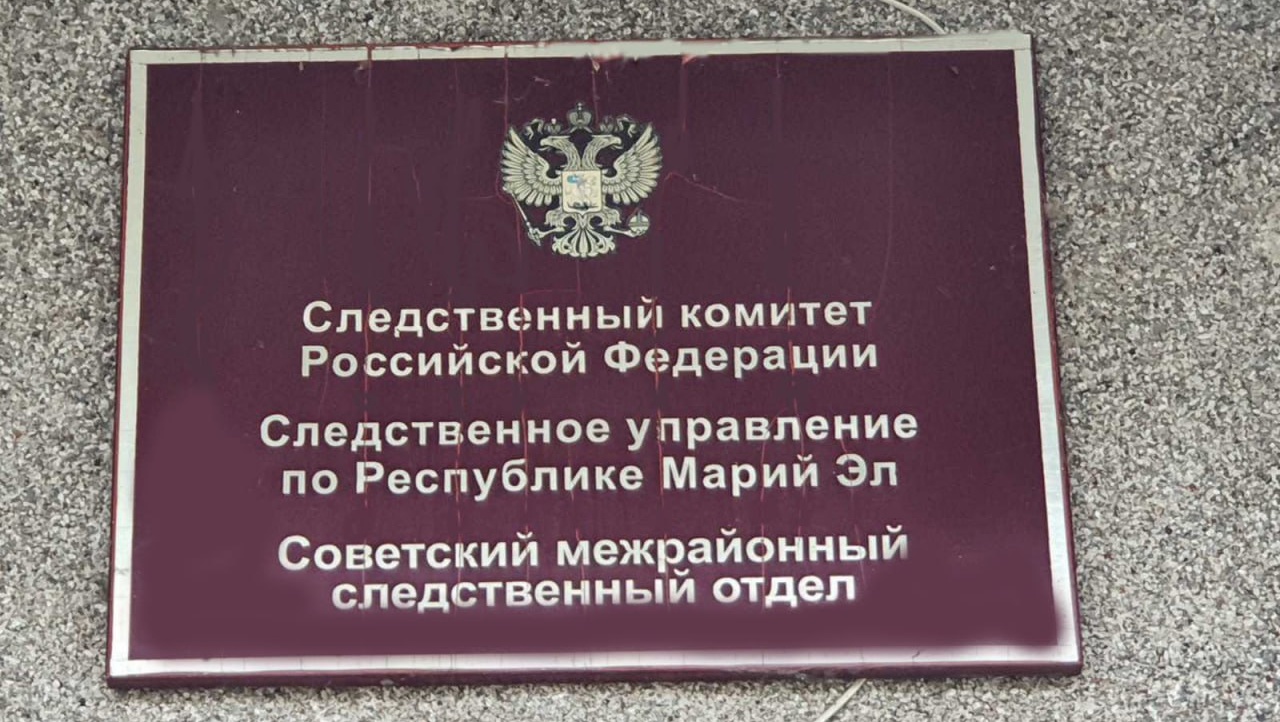 Следственный комитет
Российской Федерации
Следственное управление
по Республике Марий Эл
Советский межрайонный
следственный отдел